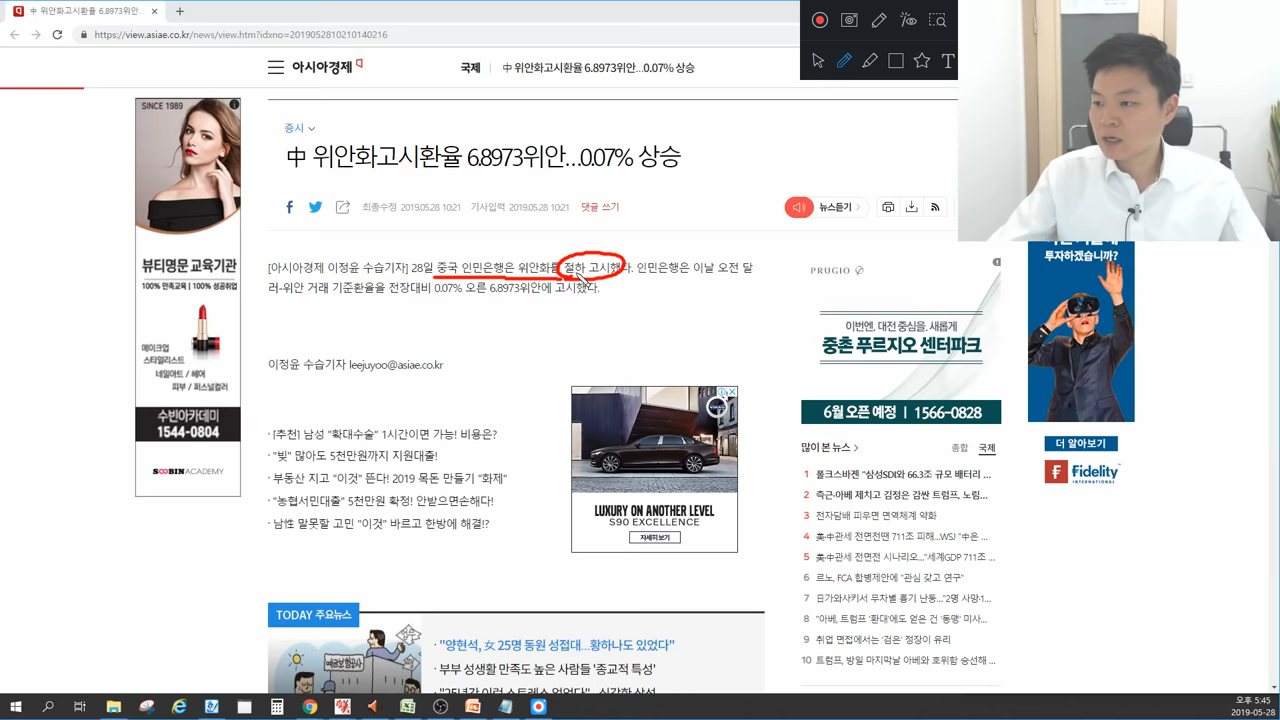 中 위안화고시환율 6.8973위안...
https://view.asiae.co.kr/news/view.htm?idxno=2019052810210140216
아시아경제
국제
中 위안화고시환율 6.8973위안...0.07% 상승
SINCE 1989
뷰티명문 교육기관
100% 만족교육 | 100% 성공취업
메이크업
스타일리스트
네일아트 / 헤어
피부 / 퍼스널컬러
수빈아카데미
1544-0804
SOOBIN ACADEMY
증시
中 위안화고시환율 6.8973위안...0.07% 상승
최종수정 2019.05.28 10:21 기사입력 2019.05.28 10:21 댓글 쓰기
뉴스듣기
[아시아경제 이정윤 수습기자] 28일 중국 인민은행은 위안화를 절하 고시했다. 인민은행은 이날 오전 달
러-위안 거래 기준환율을 전장대비 0.07% 오른 6.8973위안에 고시했다.
이정윤 수습기자 leejuyoo@asiae.co.kr
· [추천] 남성 "확대수술" 1시간이면 가능! 비용은?
· "빚" 많아도 5천만원까지 지원대출!
· 부동산 지고 "이것" 뜬다! 2019 목돈 만들기 "화제"
· "농협서민대출" 5천만원 확정! 안받으면손해다!
· 남性 말못할 고민 "이것" 바르고 한방에 해결!?
VOLVO
LUXURY ON ANOTHER LEVEL
S90 EXCELLENCE
자세히보기
PRUGIO
이번엔, 대전 중심을, 새롭게
중촌 푸르지오 센터파크
6월 오픈 예정 | 1566-0828
투자하겠습니까?
더 알아보기
Fidelity
INTERNATIONAL
많이 본 뉴스
종합
국제
1 폴크스바겐 "삼성SDI와 66.3조 규모 배터리 ...
2 측근·아베 제치고 김정은 감싼 트럼프, 노림...
3 전자담배 피우면 면역체계 약화
4 美·中관세 전면전땐 711조 피해...WSJ "中은 ...
5 美·中관세 전면전 시나리오..."세계GDP 711조 ...
6 르노, FCA 합병제안에 "관심 갖고 연구"
7 日가와사키서 우차별 흉기 난동..."2명 사망·1...
8 "아베, 트럼프 '환대'에도 얻은 건 '동맹' 미사...
9 취업 면접에서는 '검은' 정장이 유리
10 트럼프, 방일 마지막날 아베와 호위함 승선해 ...
TODAY 주요뉴스
· "양현석, 女 25명 동원 성접대...황하나도 있었다"
· 부부 성생활 만족도 높은 사람들 '종교적 특성'
오후 5:45
2019-05-28